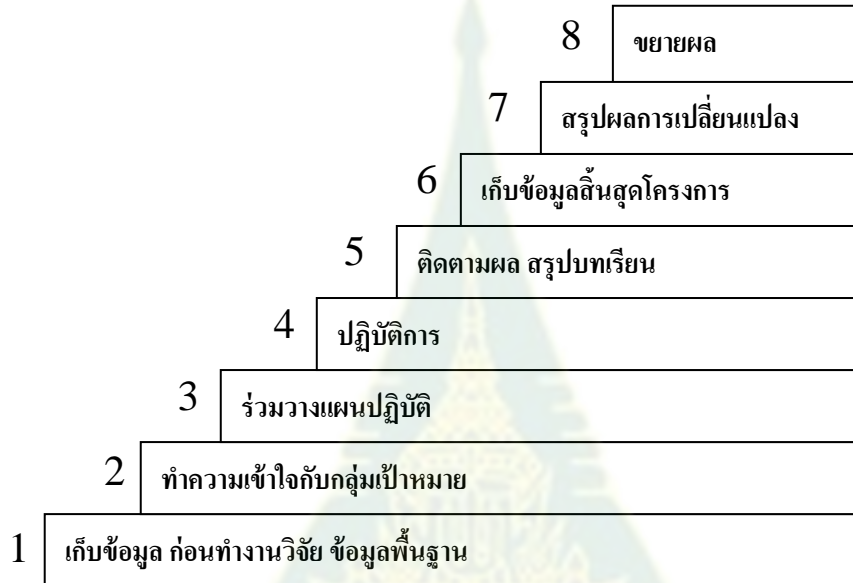 8 ขยายผล
7 สรุปผลการเปลี่ยนแปลง
6 เก็บข้อมูลสิ้นสุดโครงการ
5 ติดตามผล สรุปบทเรียน
4 ปฏิบัติการ
3 ร่วมวางแผนปฏิบัติ
2 ทำความเข้าใจกับกลุ่มเป้าหมาย
1 เก็บข้อมูล ก่อนทำงานวิจัย ข้อมูลพื้นฐาน